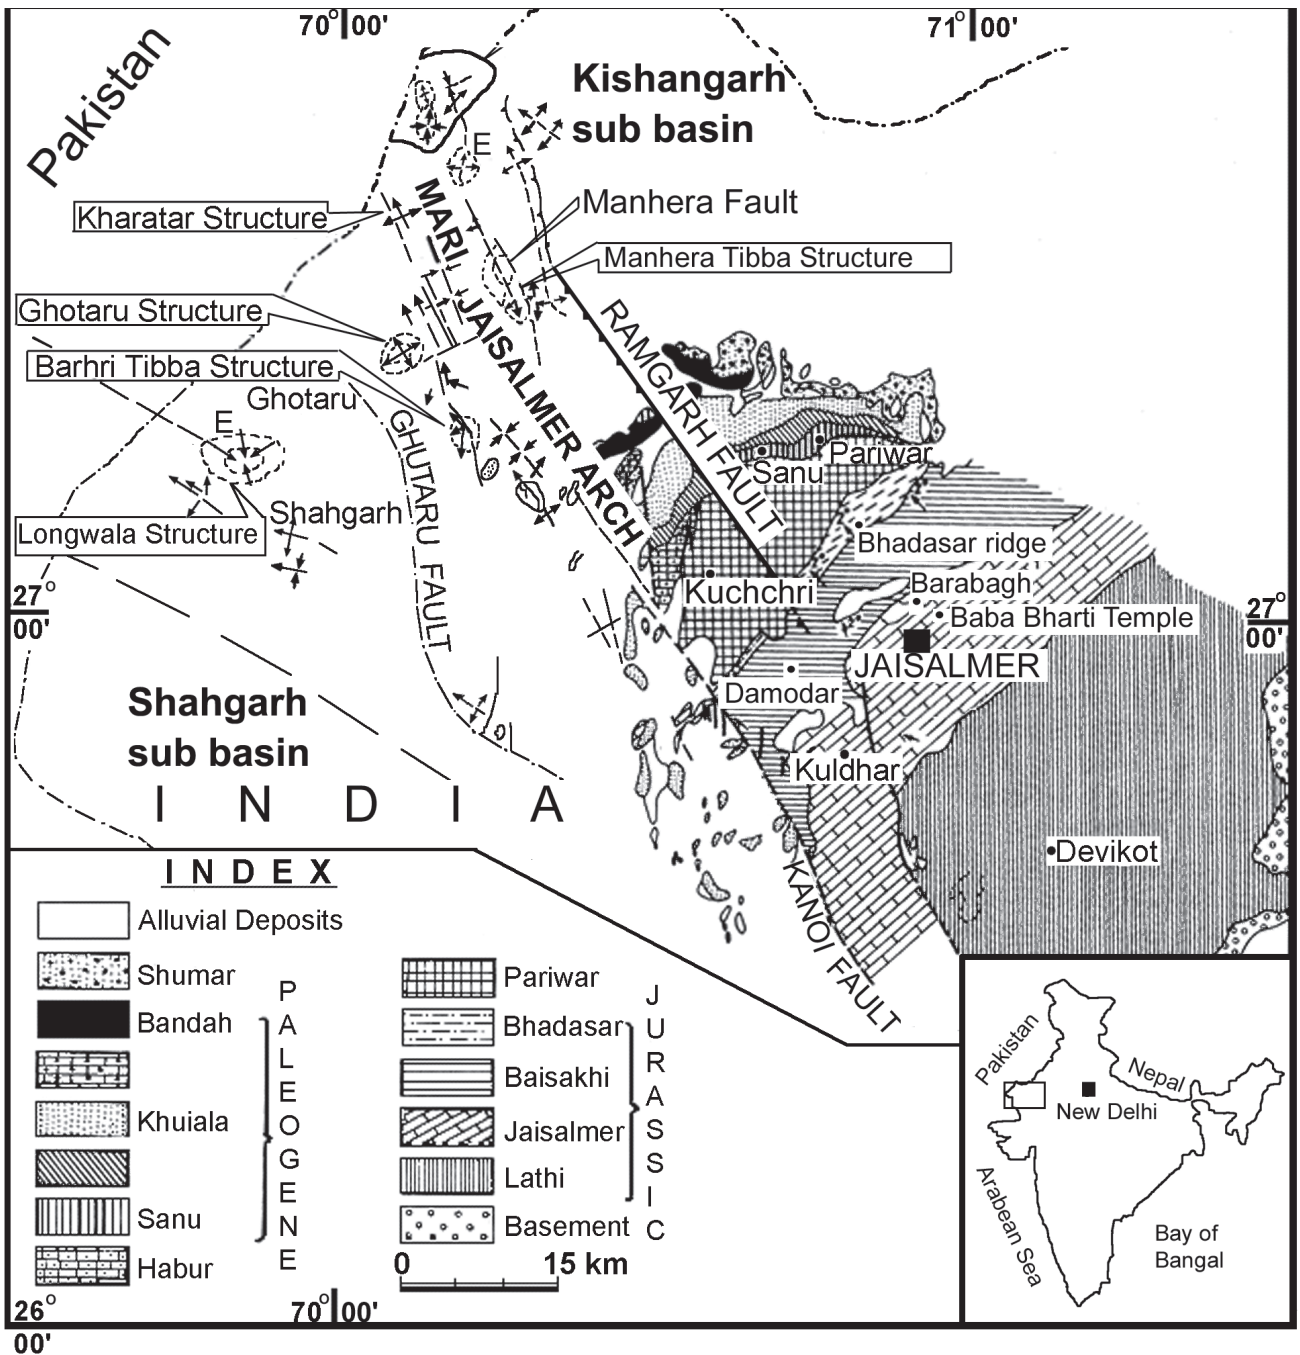 70°00'
71°00'
Pakistan
Kishangarh
sub basin
E
MARI JAISALMER ARCH
Kharatar Structure
Manhera Fault
Manhera Tibba Structure
Ghotaru Structure
RAMGARH FAULT
Barhri Tibba Structure
Ghotaru
E
GHUTARU FAULT
Pariwar
Sanu
Shahgarh
Longwala Structure
Bhadasar ridge
Kuchchri
Barabagh
27°
00'
27°
00'
Baba Bharti Temple
JAISALMER
Damodar
Shahgarh
sub basin
Kuldhar
I N D I A
Devikot
KANOI FAULT
I N D E X
Alluvial Deposits
Shumar
Bandah
Khuiala
Sanu
Habur
PALEOGENE
Pariwar
Bhadasar
Baisakhi
Jaisalmer
Lathi
Basement
JURASSIC
0 15 km
26°
00'
70°00'
Pakistan
Nepal
New Delhi
Arabean Sea
Bay of
Bangal